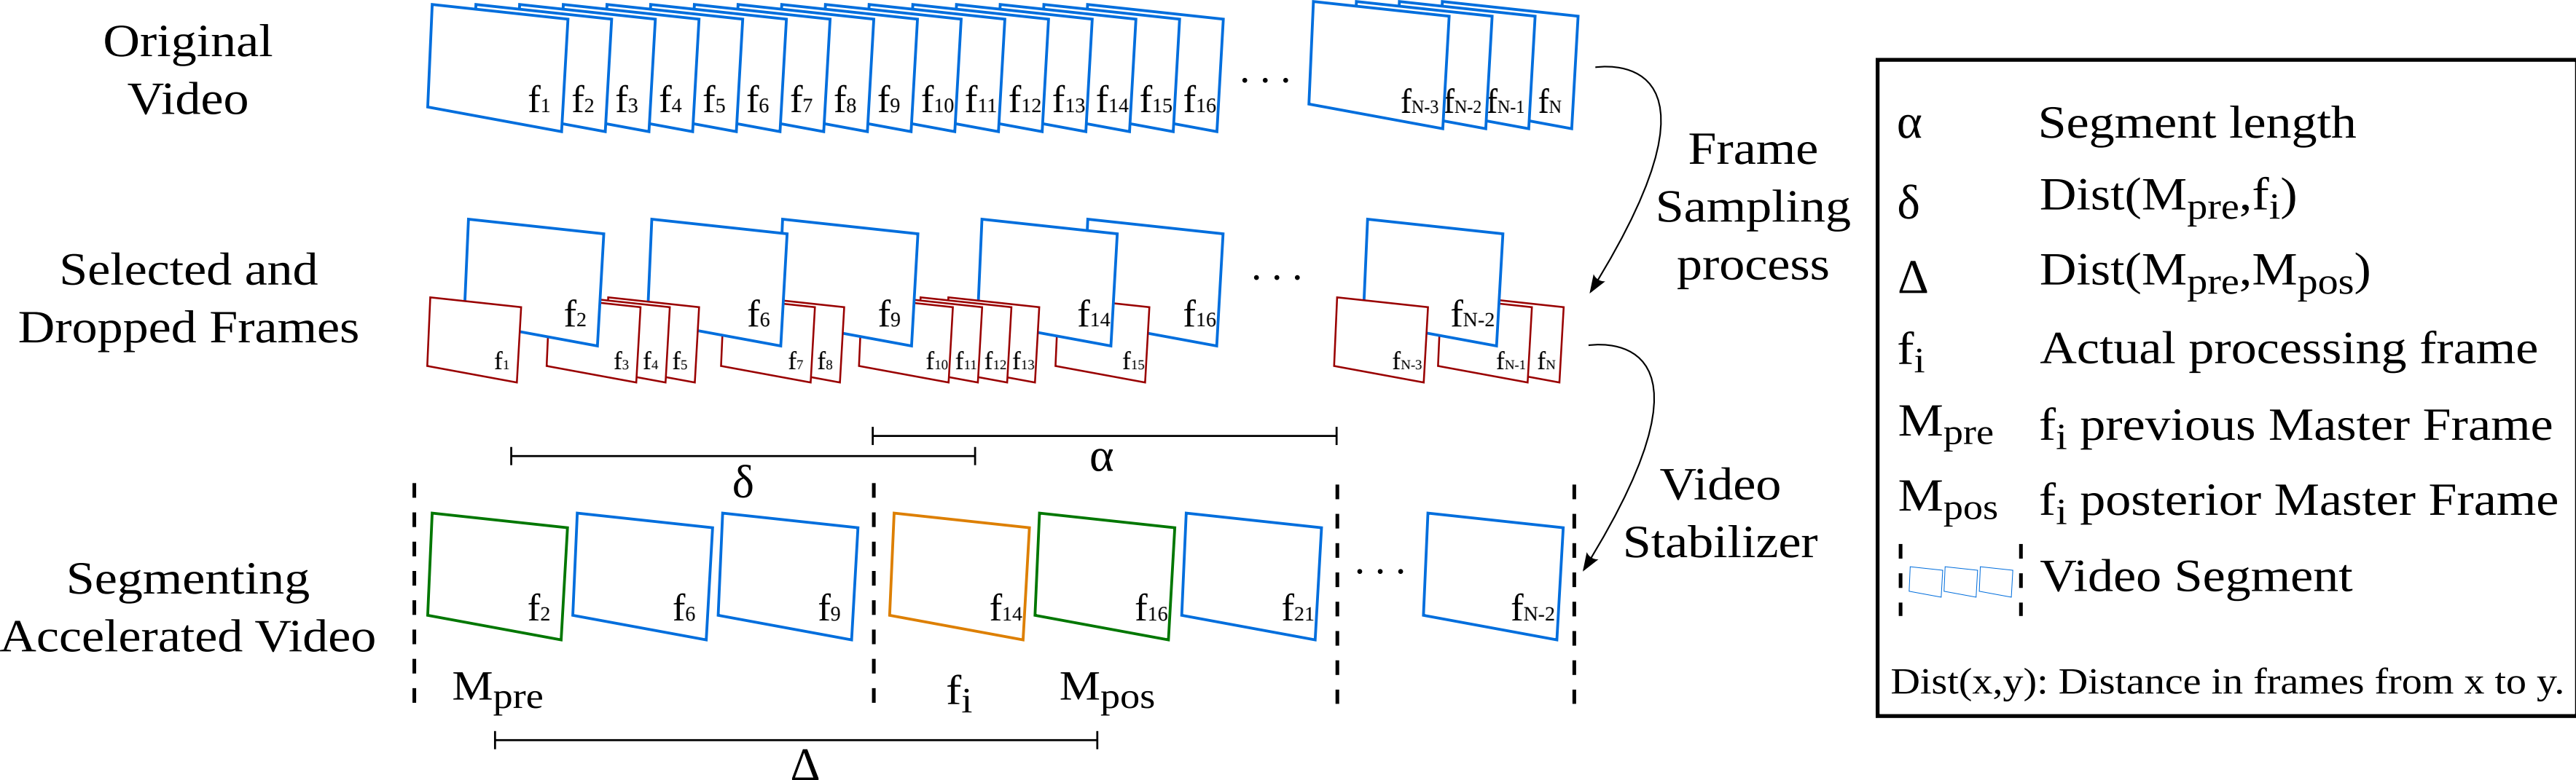 Original
Video
f1 f2 f3 f4 f5 f6 f7 f8 f9 f10 f11 f12 f13 f14 f15 f16 . . . fN-3 fN-2 fN-1 fN
Frame
Sampling
process
Selected and
Dropped Frames
f2 f6 f9 f14 f16 . . . fN-2
f1 f3 f4 f5 f7 f8 f10 f11 f12 f13 f15 fN-3 fN-1 fN
α
δ
Video
Stabilizer
Segmenting
Accelerated Video
f2 f6 f9 f14 f16 f21 . . . fN-2
Mpre fi Mpos
Δ
α Segment length
δ Dist(Mpre,fi)
Δ Dist(Mpre,Mpos)
fi Actual processing frame
Mpre fi previous Master Frame
Mpos fi posterior Master Frame
Video Segment
Dist(x,y): Distance in frames from x to y.